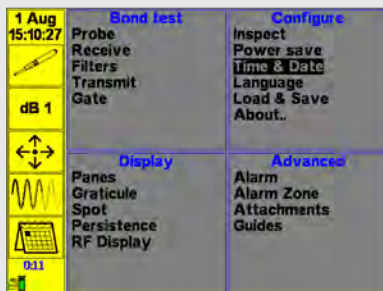 1 Aug
15:10:27
dB 1
0:11
Bond test
Probe
Receive
Filters
Transmit
Gate
Configure
Inspect
Power save
Time & Date
Language
Load & Save
About..
Display
Panes
Graticule
Spot
Persistence
RF Display
Advanced
Alarm
Alarm Zone
Attachments
Guides